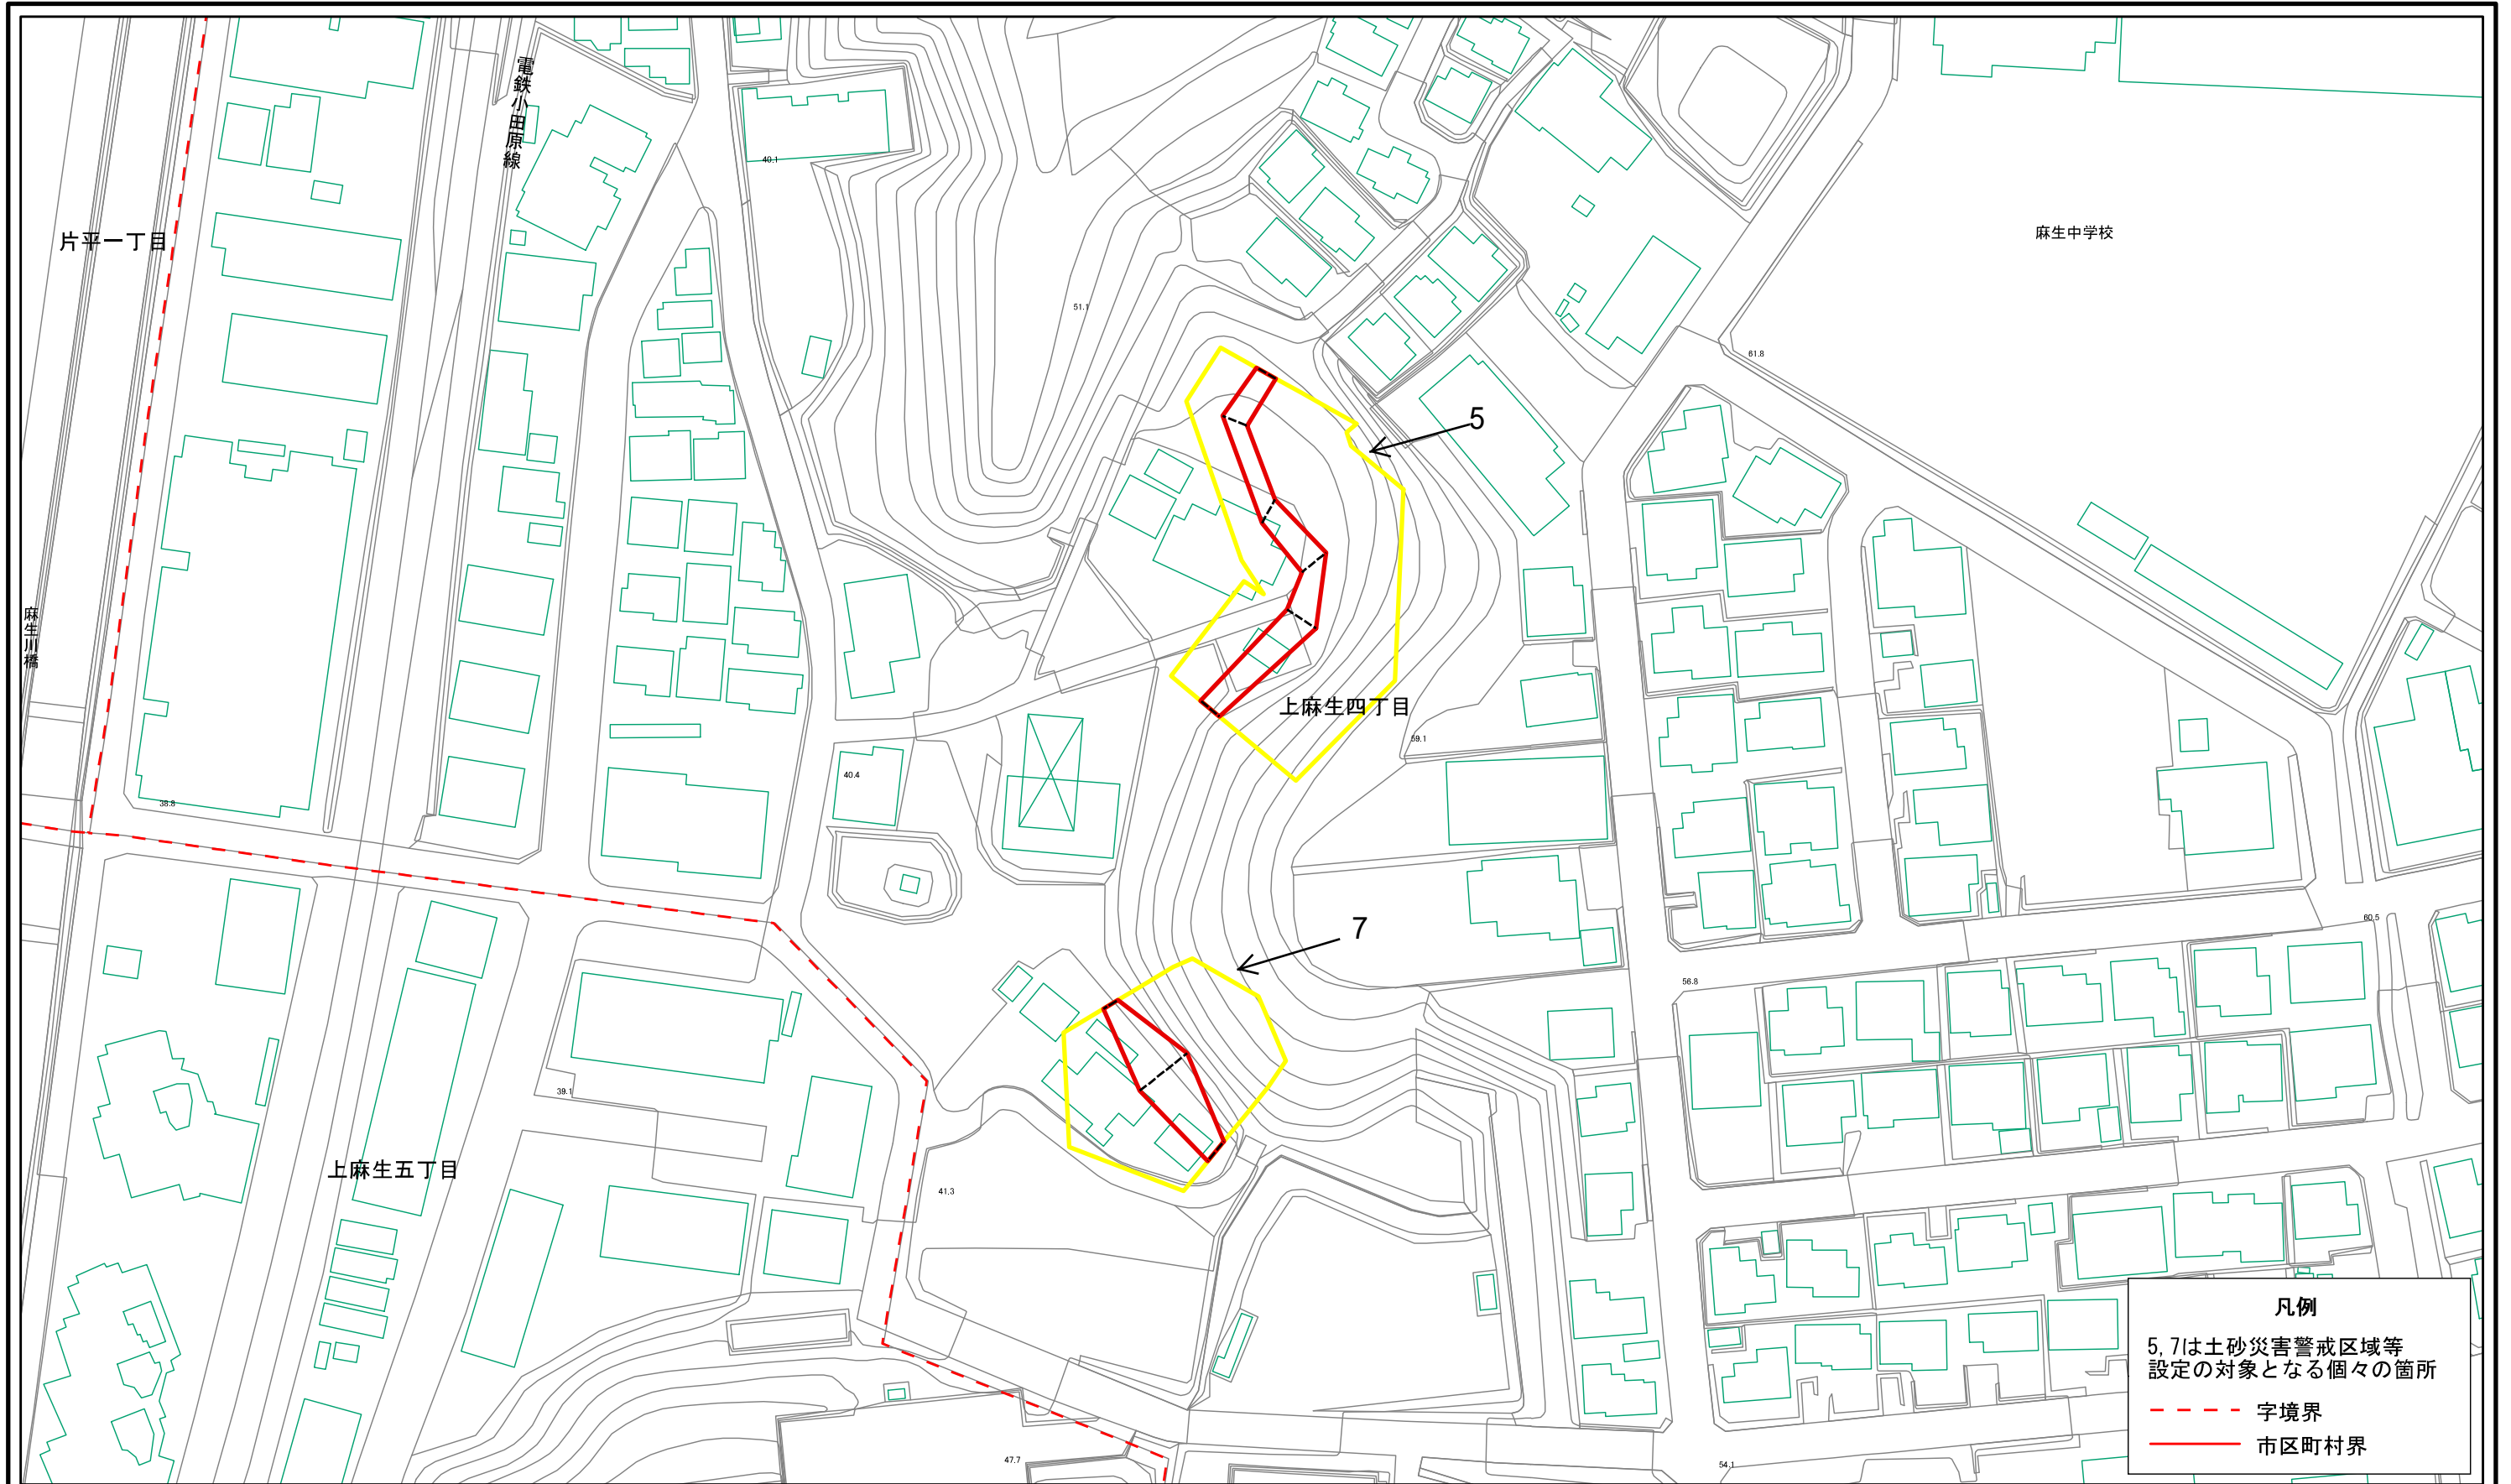 電鉄小田原線
40.1
片平一丁目
麻生中学校
51.1
61.8
5
麻生川橋
上麻生四丁目
59.1
40.4
38.8
7
60.5
56.8
39.1
上麻生五丁目
41.3
47.7
54.1
凡例
5,7は土砂災害警戒区域等
設定の対象となる個々の箇所
字境界
市区町村界